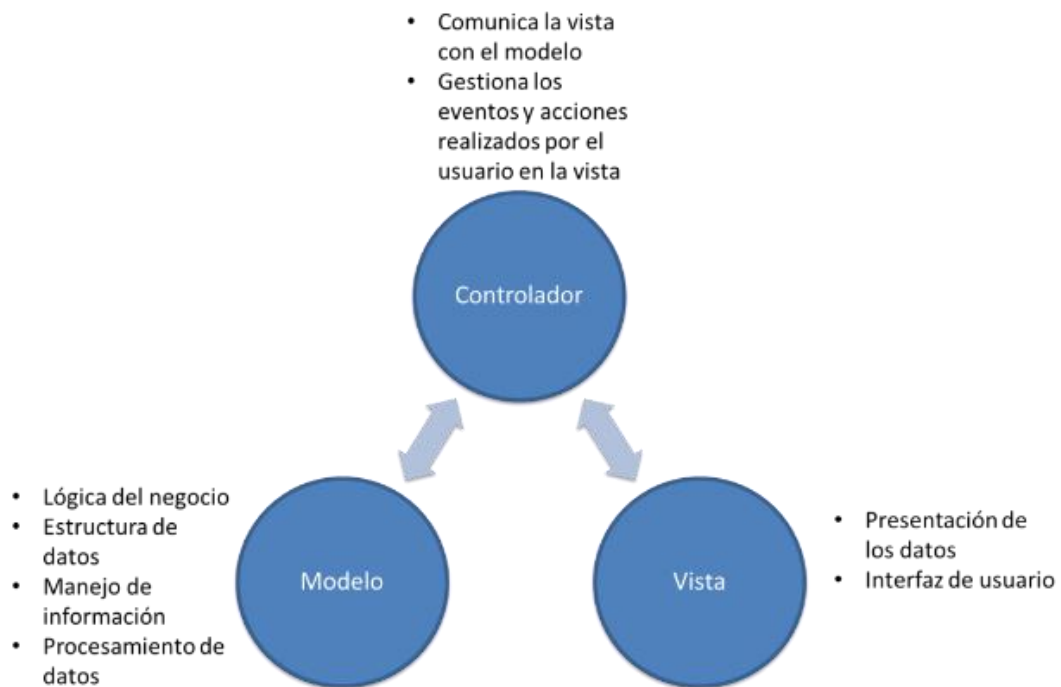 • Comunica la vista
con el modelo
• Gestiona los
eventos y acciones
realizados por el
usuario en la vista
Controlador
• Lógica del negocio
• Estructura de
datos
• Manejo de
información
• Procesamiento de
datos
Modelo
Vista
• Presentación de
los datos
• Interfaz de usuario